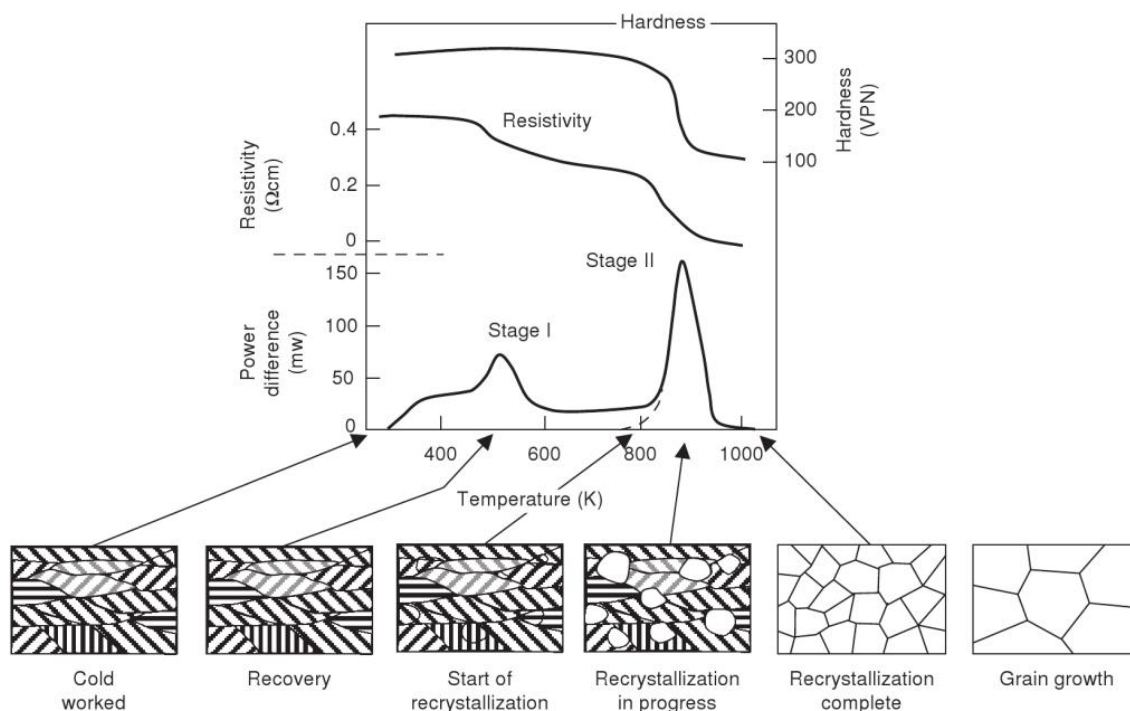 Hardness
300
200
100
Hardness
(VPN)
Resistivity
0.4
0.2
0
Resistivity
(Ωcm)
Stage II
Stage I
150
100
50
0
Power
difference
(mw)
400
600
800
1000
Temperature (K)
Cold
worked
Recovery
Start of
recrystallization
Recrystallization
in progress
Recrystallization
complete
Grain growth